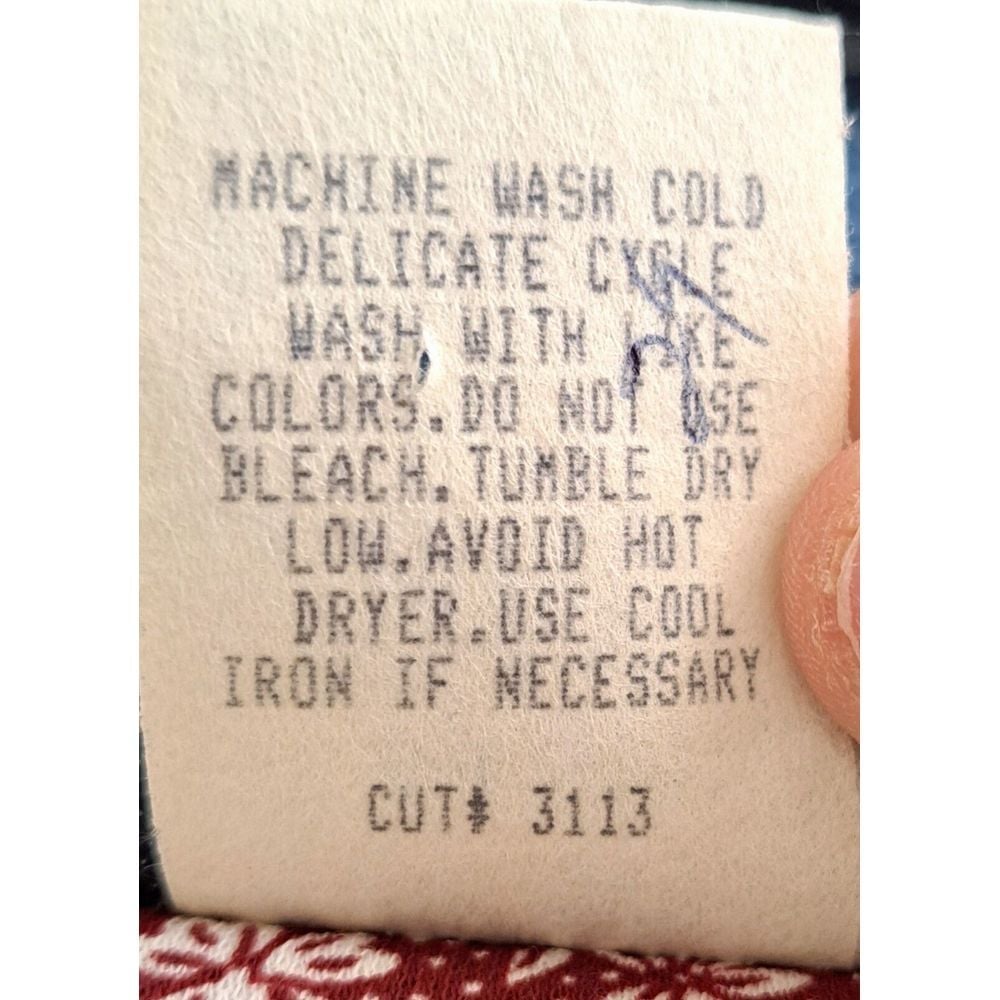 MACHINE WASH COLD
DELICATE CYCLE
WASH WITH LIKE
COLORS.DO NOT USE
BLEACH.TUMBLE DRY
LOW.AVOID HOT
DRYER.USE COOL
IRON IF NECESSARY
CUT# 3113